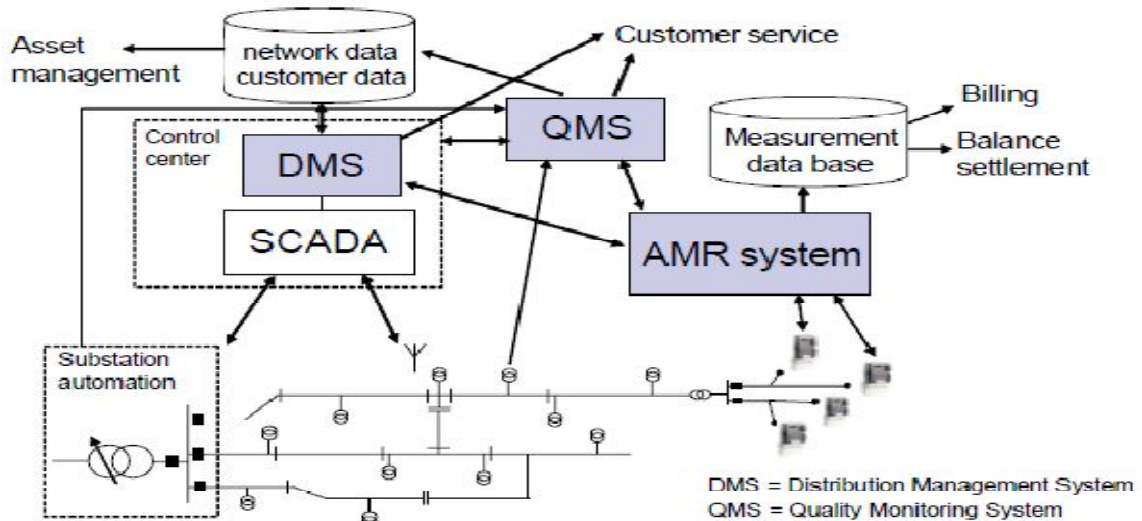 Asset
management
network data
customer data
Customer service
Control
center
DMS
QMS
SCADA
Measurement
data base
Billing
Balance
settlement
AMR system
Substation
automation
DMS = Distribution Management System
QMS = Quality Monitoring System